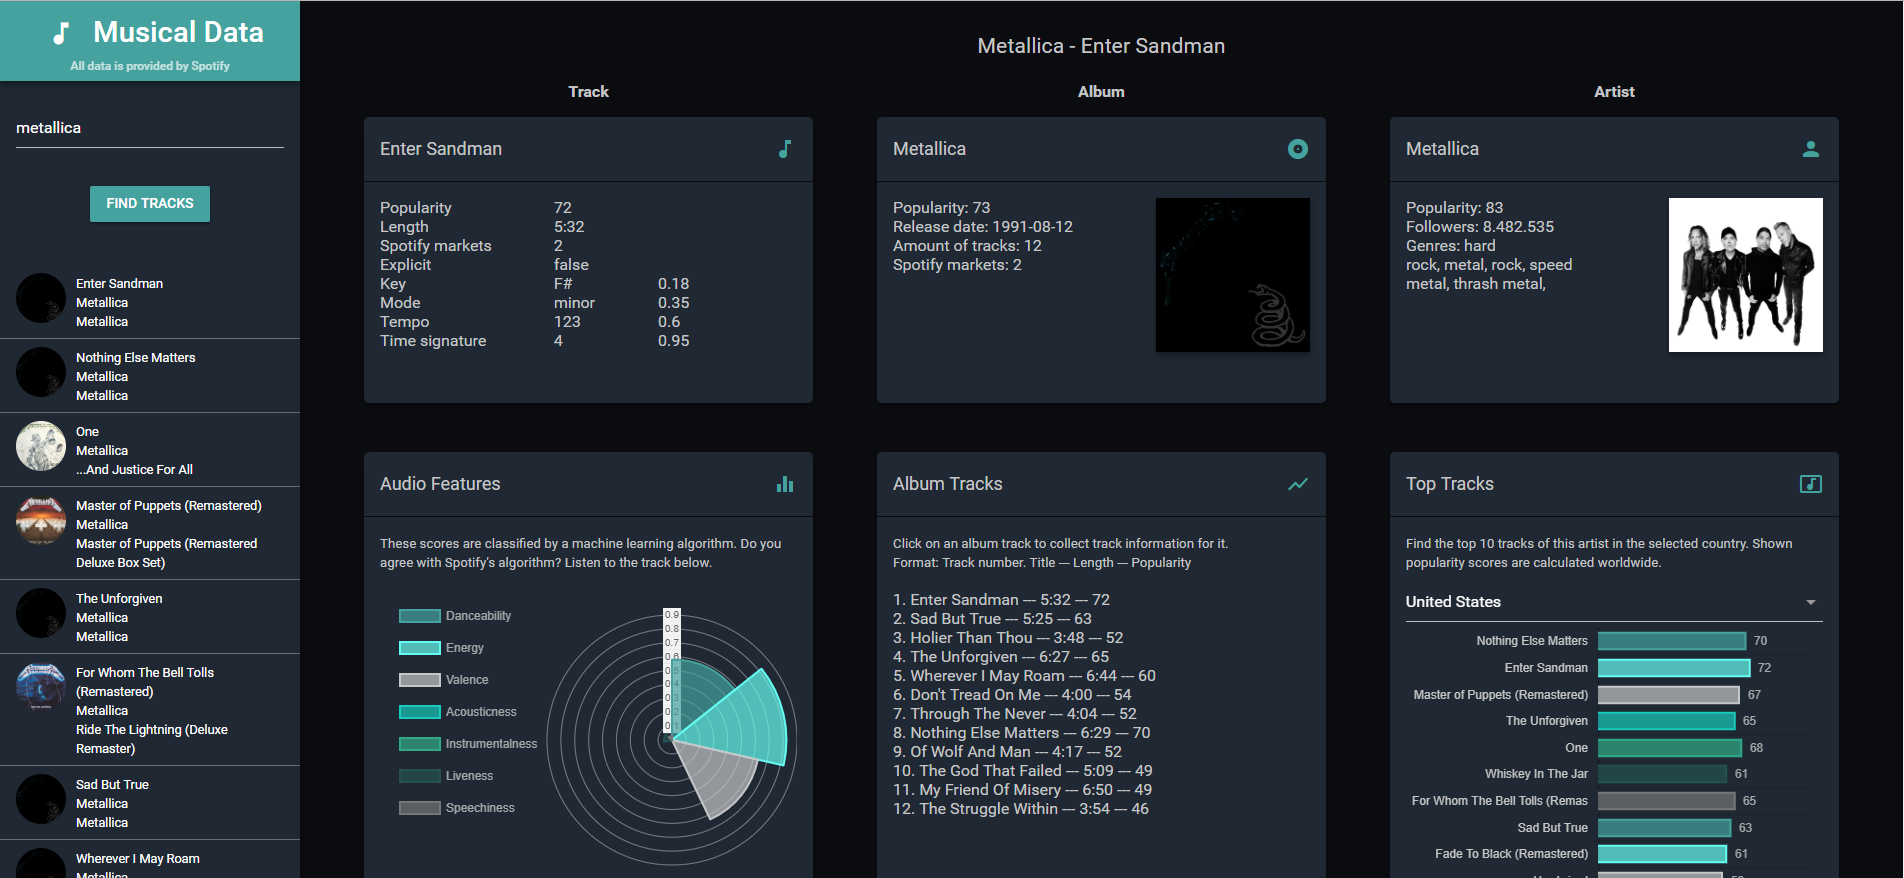 Musical Data
All data is provided by Spotify
metallica
FIND TRACKS
Enter Sandman
Metallica
Metallica
Nothing Else Matters
Metallica
Metallica
One
Metallica
...And Justice For All
Master of Puppets (Remastered)
Metallica
Master of Puppets (Remastered
Deluxe Box Set)
The Unforgiven
Metallica
Metallica
For Whom The Bell Tolls
(Remastered)
Metallica
Ride The Lightning (Deluxe
Remaster)
Sad But True
Metallica
Metallica
Wherever I May Roam
Metallica
Metallica - Enter Sandman
Track
Enter Sandman
Popularity 72
Length 5:32
Spotify markets 2
Explicit false
Key F# 0.18
Mode minor 0.35
Tempo 123 0.6
Time signature 4 0.95
Album
Metallica
Popularity: 73
Release date: 1991-08-12
Amount of tracks: 12
Spotify markets: 2
Artist
Metallica
Popularity: 83
Followers: 8.482.535
Genres: hard
rock, metal, rock, speed
metal, thrash metal,
Audio Features
These scores are classified by a machine learning algorithm. Do you
agree with Spotify's algorithm? Listen to the track below.
Danceability
Energy
Valence
Acousticness
Instrumentalness
Liveness
Speechiness
0.9
0.8
0.7
0.6
0.5
0.4
0.3
0.2
0.1
Album Tracks
Click on an album track to collect track information for it.
Format: Track number. Title --- Length --- Popularity
1. Enter Sandman --- 5:32 --- 72
2. Sad But True --- 5:25 --- 63
3. Holier Than Thou --- 3:48 --- 52
4. The Unforgiven --- 6:27 --- 65
5. Wherever I May Roam --- 6:44 --- 60
6. Don't Tread On Me --- 4:00 --- 54
7. Through The Never --- 4:04 --- 52
8. Nothing Else Matters --- 6:29 --- 70
9. Of Wolf And Man --- 4:17 --- 52
10. The God That Failed --- 5:09 --- 49
11. My Friend Of Misery --- 6:50 --- 49
12. The Struggle Within --- 3:54 --- 46
Top Tracks
Find the top 10 tracks of this artist in the selected country. Shown
popularity scores are calculated worldwide.
United States
Nothing Else Matters 70
Enter Sandman 72
Master of Puppets (Remastered) 67
The Unforgiven 65
One 68
Whiskey In The Jar 61
For Whom The Bell Tolls (Remas 65
Sad But True 63
Fade To Black (Remastered) 61